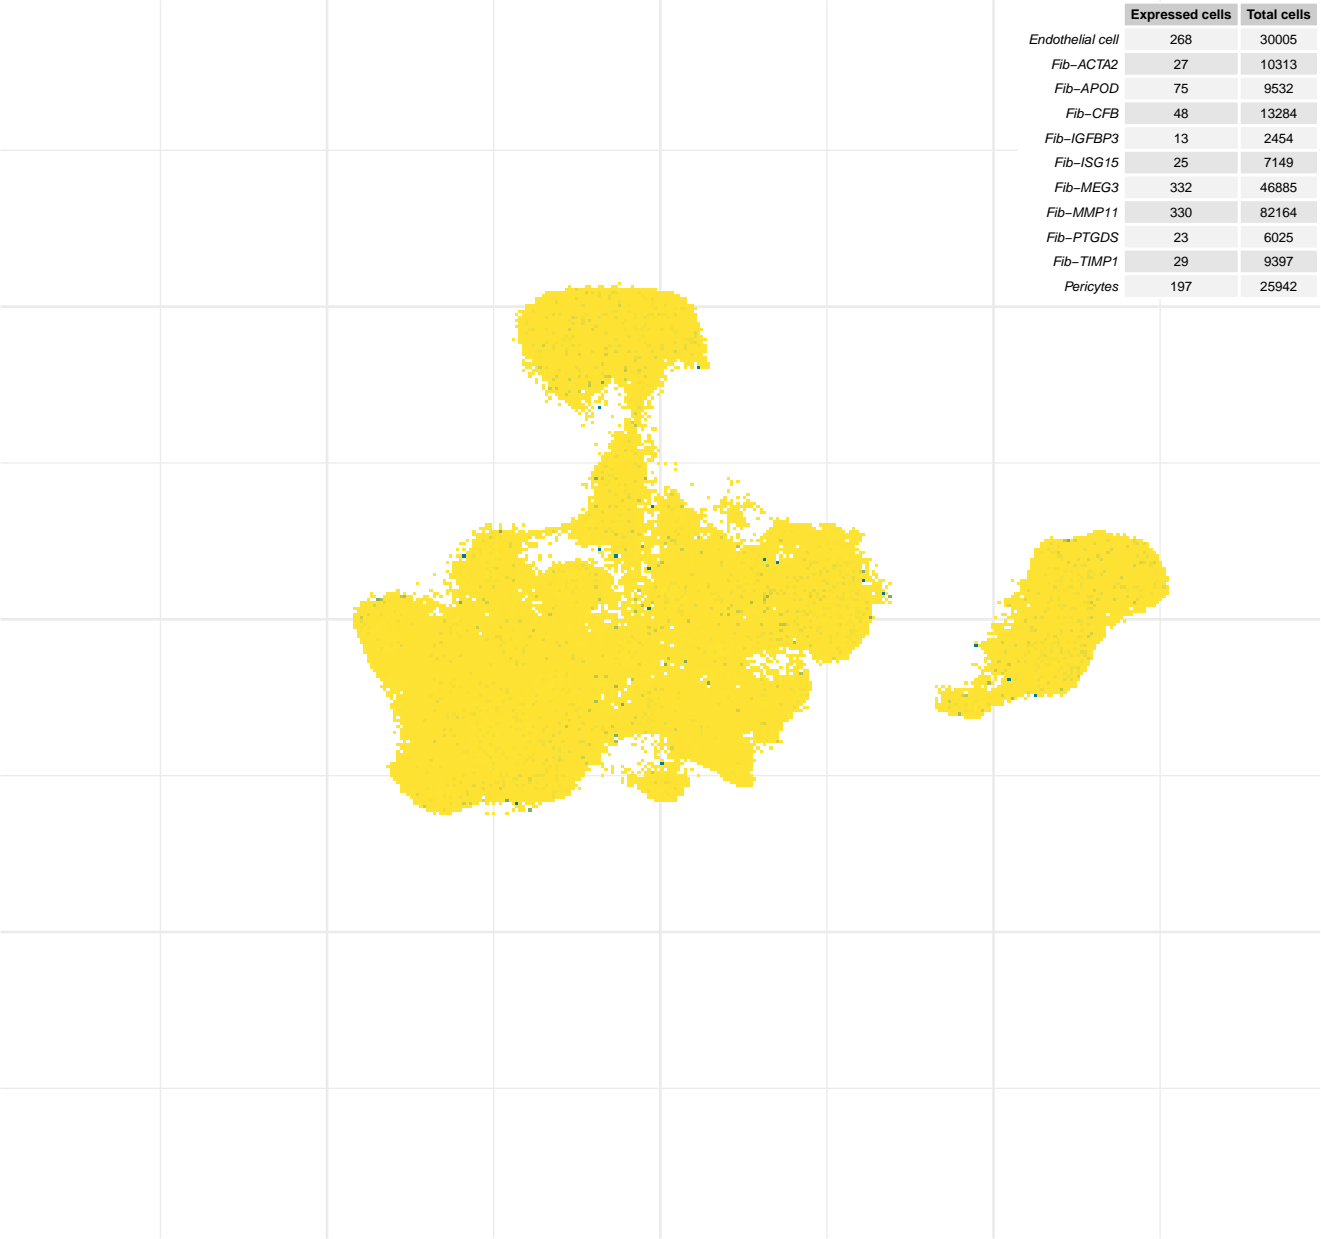 Expressed cells Total cells
Endothelial cell 268 30005
Fib−ACTA2 27 10313
Fib−APOD 75 9532
Fib−CFB 48 13284
Fib−IGFBP3 13 2454
Fib−ISG15 25 7149
Fib−MEG3 332 46885
Fib−MMP11 330 82164
Fib−PTGDS 23 6025
Fib−TIMP1 29 9397
Pericytes 197 25942